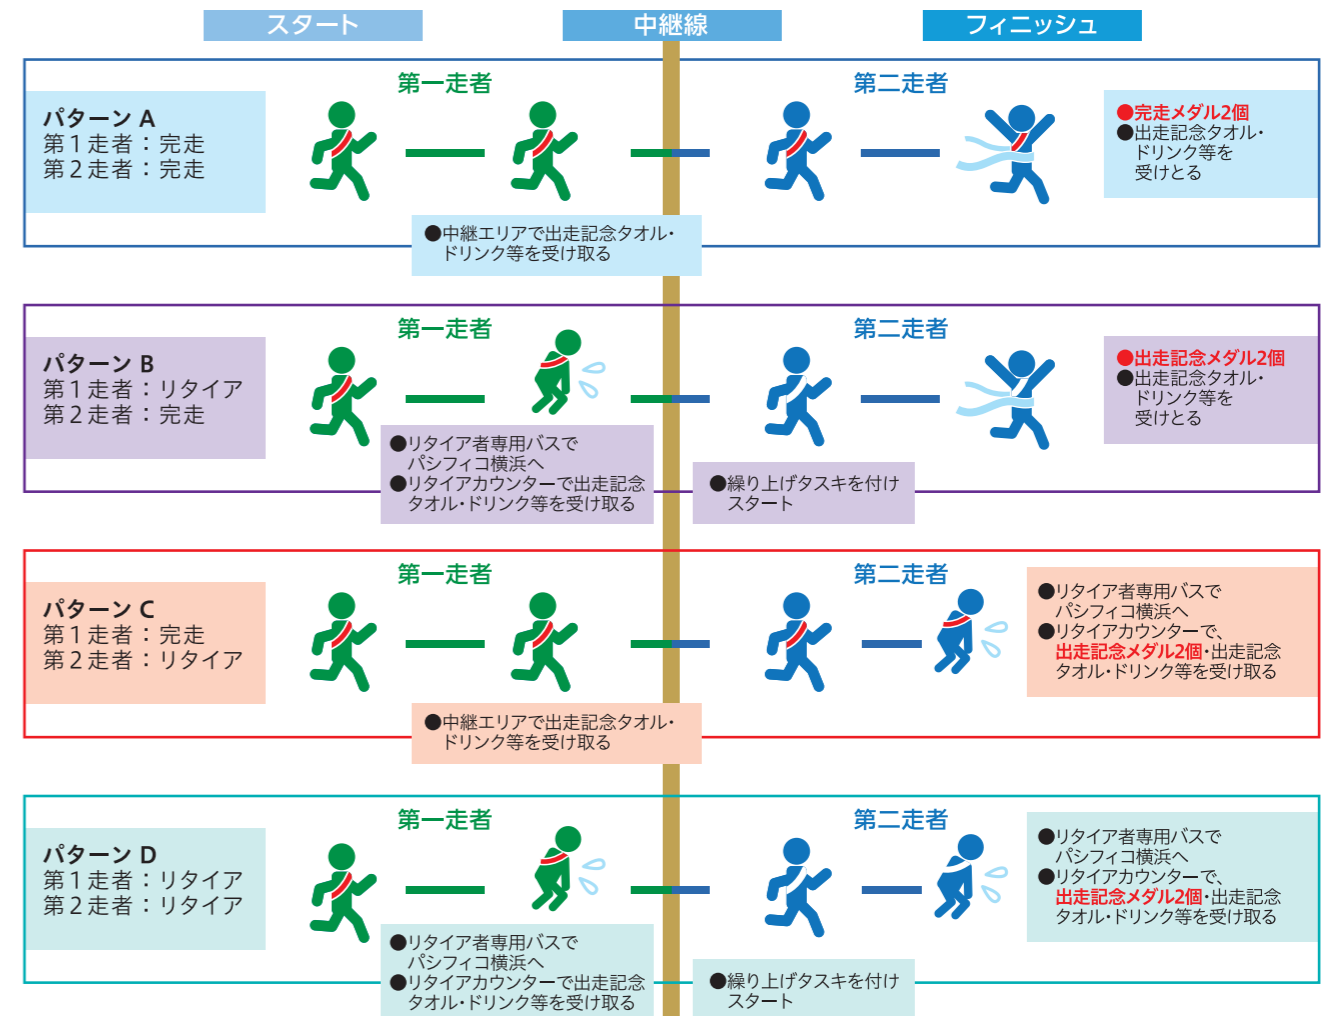 スタート
中継線
フィニッシュ
パターン A
第1走者：完走
第2走者：完走
第一走者
第二走者
●完走メダル2個
●出走記念タオル・
ドリンク等を
受けとる
●中継エリアで出走記念タオル・
ドリンク等を受け取る
パターン B
第1走者：リタイア
第2走者：完走
第一走者
第二走者
●出走記念メダル2個
●出走記念タオル・
ドリンク等を
受けとる
●リタイア者専用バスで
パシフィコ横浜へ
●リタイアカウンターで出走記念
タオル・ドリンク等を受け取る
●繰り上げタスキを付け
スタート
パターン C
第1走者：完走
第2走者：リタイア
第一走者
第二走者
●リタイア者専用バスで
パシフィコ横浜へ
●リタイアカウンターで、
出走記念メダル2個・出走記念
タオル・ドリンク等を受け取る
●中継エリアで出走記念タオル・
ドリンク等を受け取る
パターン D
第1走者：リタイア
第2走者：リタイア
第一走者
第二走者
●リタイア者専用バスで
パシフィコ横浜へ
●リタイアカウンターで、
出走記念メダル2個・出走記念
タオル・ドリンク等を受け取る
●リタイア者専用バスで
パシフィコ横浜へ
●リタイアカウンターで出走記念
タオル・ドリンク等を受け取る
●繰り上げタスキを付け
スタート